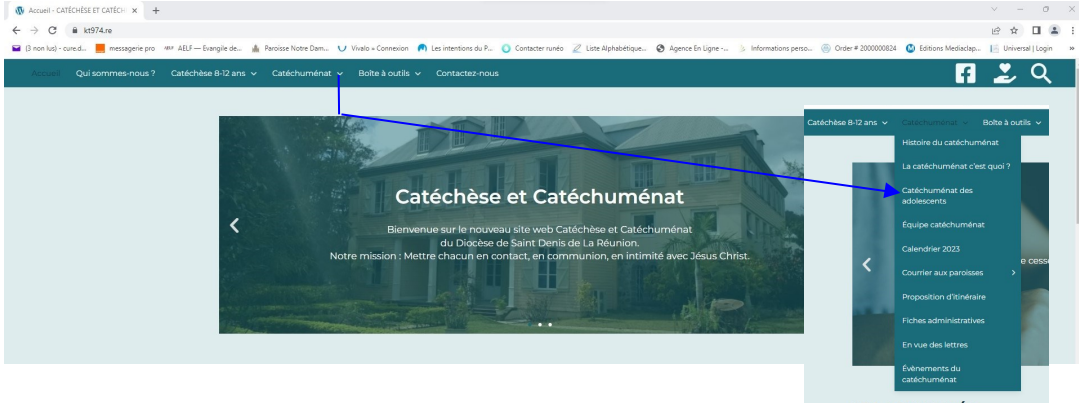 Accueil - CATÉCHÈSE ET CATÉCH
kt974.re
(3 non lus) - cure.d...
messagerie pro
AELF — Evangile de...
Paroisse Notre Dam...
Vivalo » Connexion
Les intentions du P...
Contacter runéo
Liste Alphabétique...
Agence En Ligne -...
Informations perso...
Order # 2000000824
Editions Mediaclap...
Universal | Login
»
Accueil
Qui sommes-nous ?
Catéchèse 8-12 ans
Catéchuménat
Boîte à outils
Contactez-nous
Catéchèse et Catéchuménat
Bienvenue sur le nouveau site web Catéchèse et Catéchuménat
du Diocèse de Saint Denis de La Réunion.
Notre mission : Mettre chacun en contact, en communion, en intimité avec Jésus Christ.
Catéchèse 8-12 ans
Catéchuménat
Boîte à outils
Histoire du catéchuménat
La catéchuménat c'est quoi ?
Catéchuménat des
adolescents
Équipe catéchuménat
Calendrier 2023
e cesse
Courrier aux paroisses
Proposition d'itinéraire
Fiches administratives
En vue des lettres
Évènements du
catéchuménat